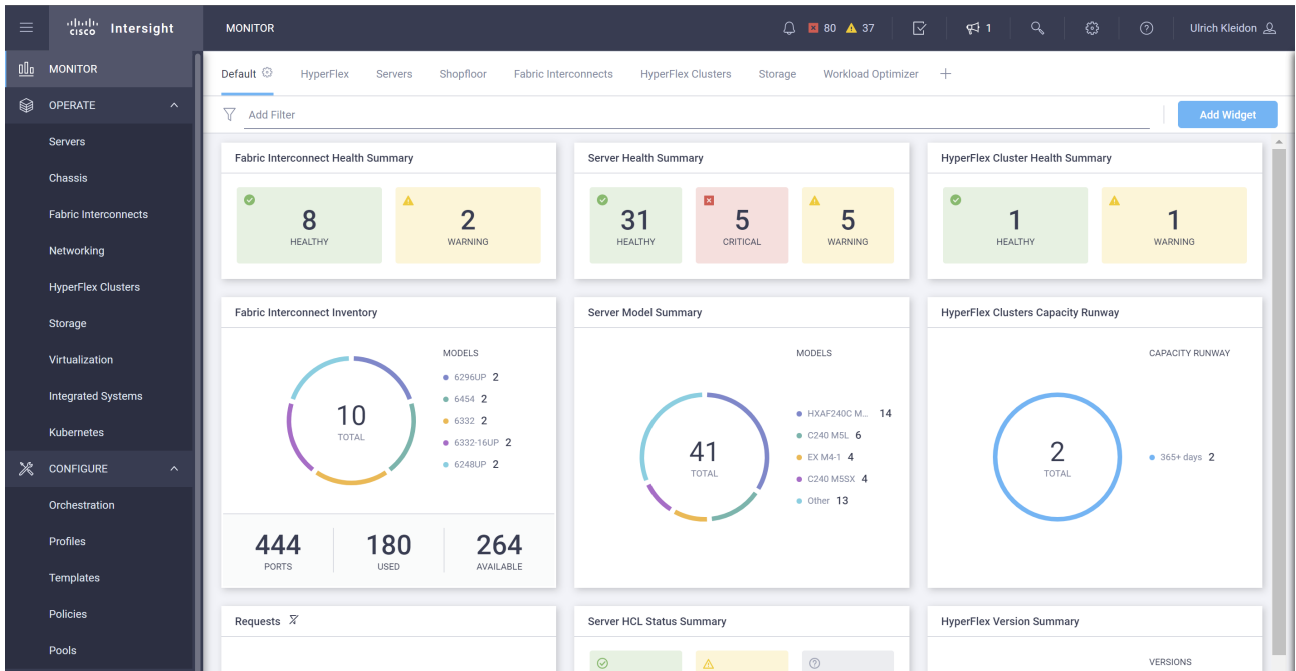 CISCO Intersight
MONITOR
80 37
1
Ulrich Kleidon
MONITOR
OPERATE
Servers
Chassis
Fabric Interconnects
Networking
HyperFlex Clusters
Storage
Virtualization
Integrated Systems
Kubernetes
CONFIGURE
Orchestration
Profiles
Templates
Policies
Pools
Default HyperFlex Servers Shopfloor Fabric Interconnects HyperFlex Clusters Storage Workload Optimizer +
Add Filter
Add Widget
Fabric Interconnect Health Summary
8
HEALTHY
2
WARNING
Server Health Summary
31
HEALTHY
5
CRITICAL
5
WARNING
HyperFlex Cluster Health Summary
1
HEALTHY
1
WARNING
Fabric Interconnect Inventory
10
TOTAL
MODELS
6296UP 2
6454 2
6332 2
6332-16UP 2
6248UP 2
444
PORTS
180
USED
264
AVAILABLE
Server Model Summary
41
TOTAL
MODELS
HXAF240C M... 14
C240 M5L 6
EX M4-1 4
C240 M5SX 4
Other 13
HyperFlex Clusters Capacity Runway
2
TOTAL
CAPACITY RUNWAY
365+ days 2
Requests
Server HCL Status Summary
HyperFlex Version Summary
VERSIONS